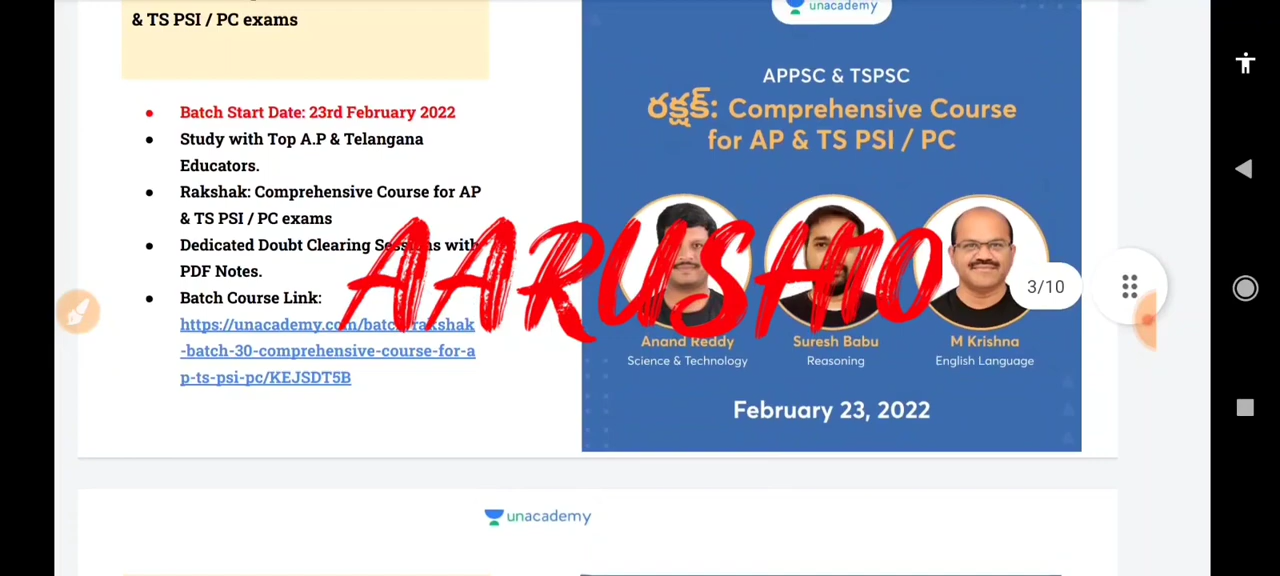 & TS PSI / PC exams
Batch Start Date: 23rd February 2022
Study with Top A.P & Telangana
Educators.
Rakshak: Comprehensive Course for AP
& TS PSI / PC exams
Dedicated Doubt Clearing Sessions with
PDF Notes.
Batch Course Link:
https://unacademy.com/batch/rakshak
-batch-30-comprehensive-course-for-a
p-ts-psi-pc/KEJSDT5B
unacademy
APPSC & TSPSC
రక్షక్: Comprehensive Course
for AP & TS PSI / PC
AARUSH10
3/10
Anand Reddy
Science & Technology
Suresh Babu
Reasoning
M Krishna
English Language
February 23, 2022
unacademy